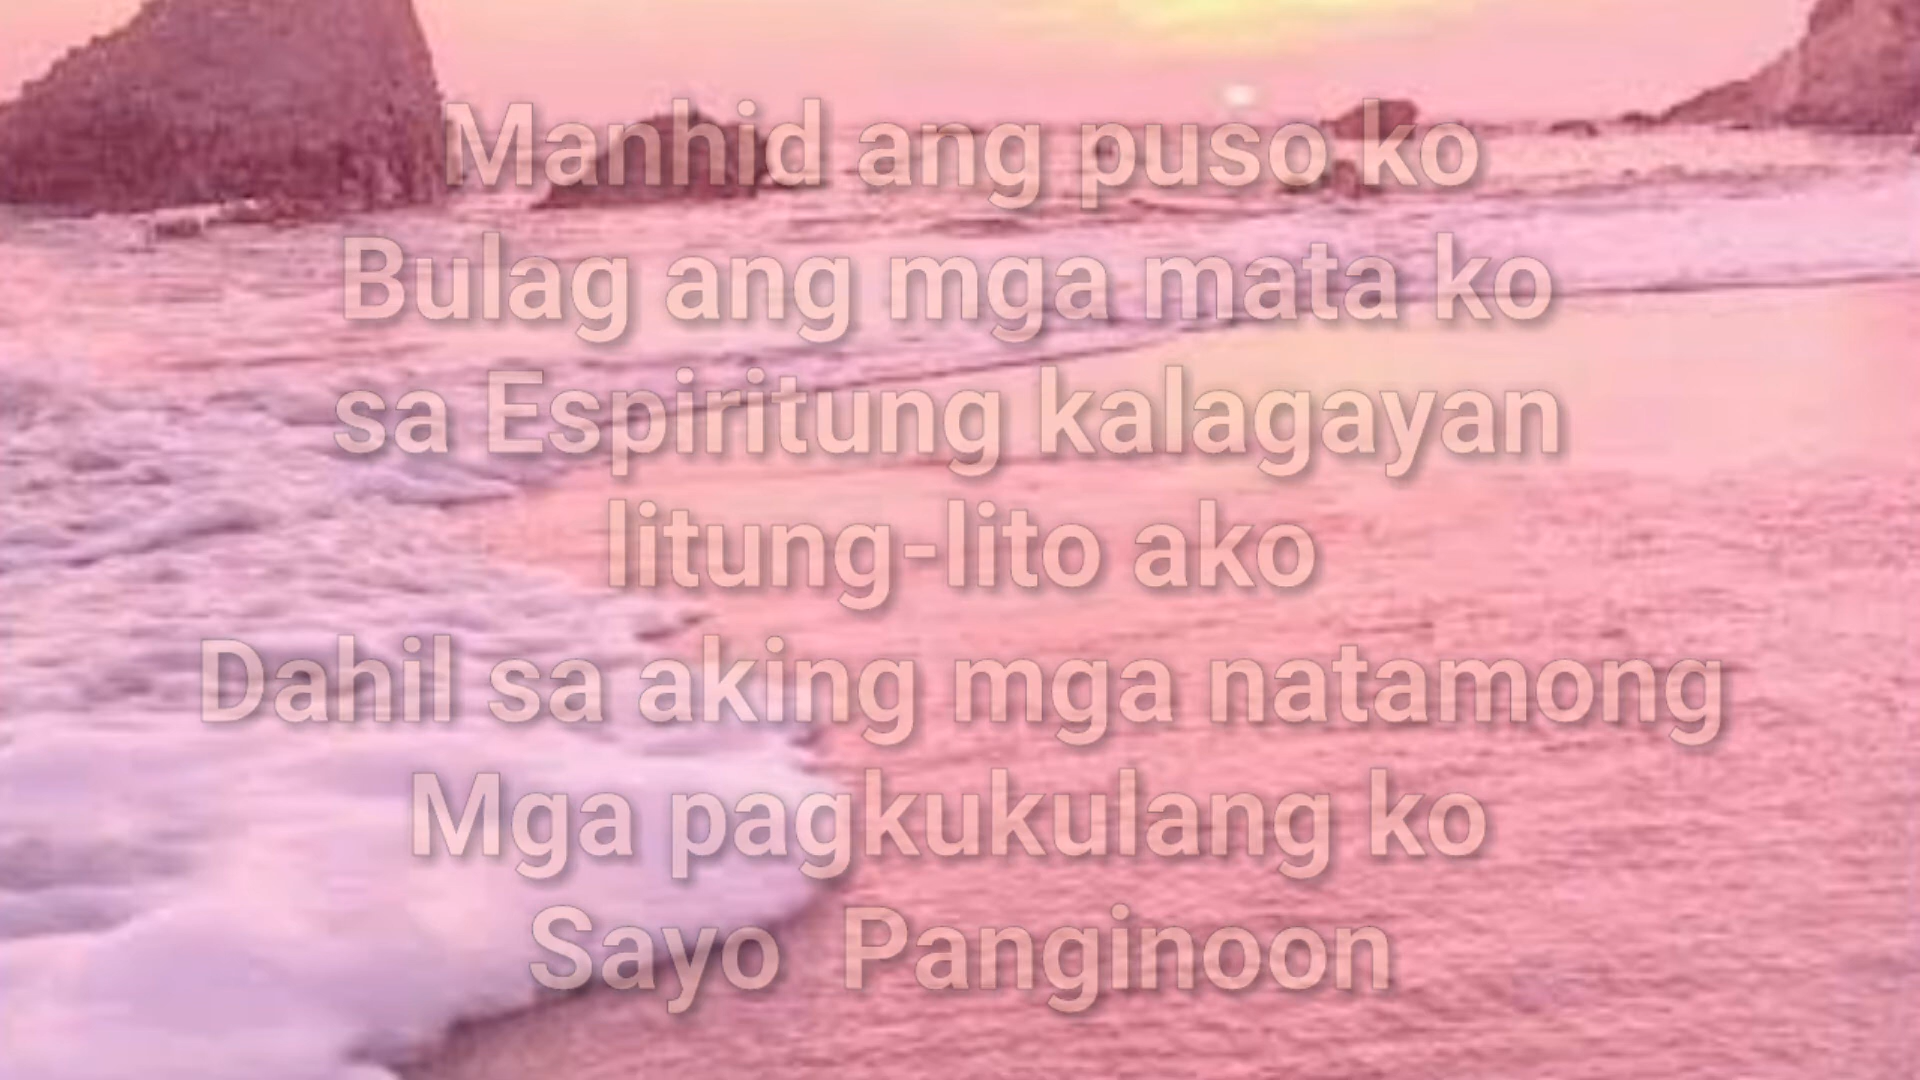 Manhid ang puso ko
Bulag ang mga mata ko
sa Espiritung kalagayan
litung-lito ako
Dahil sa aking mga natamong
Mga pagkukulang ko
Sayo Panginoon